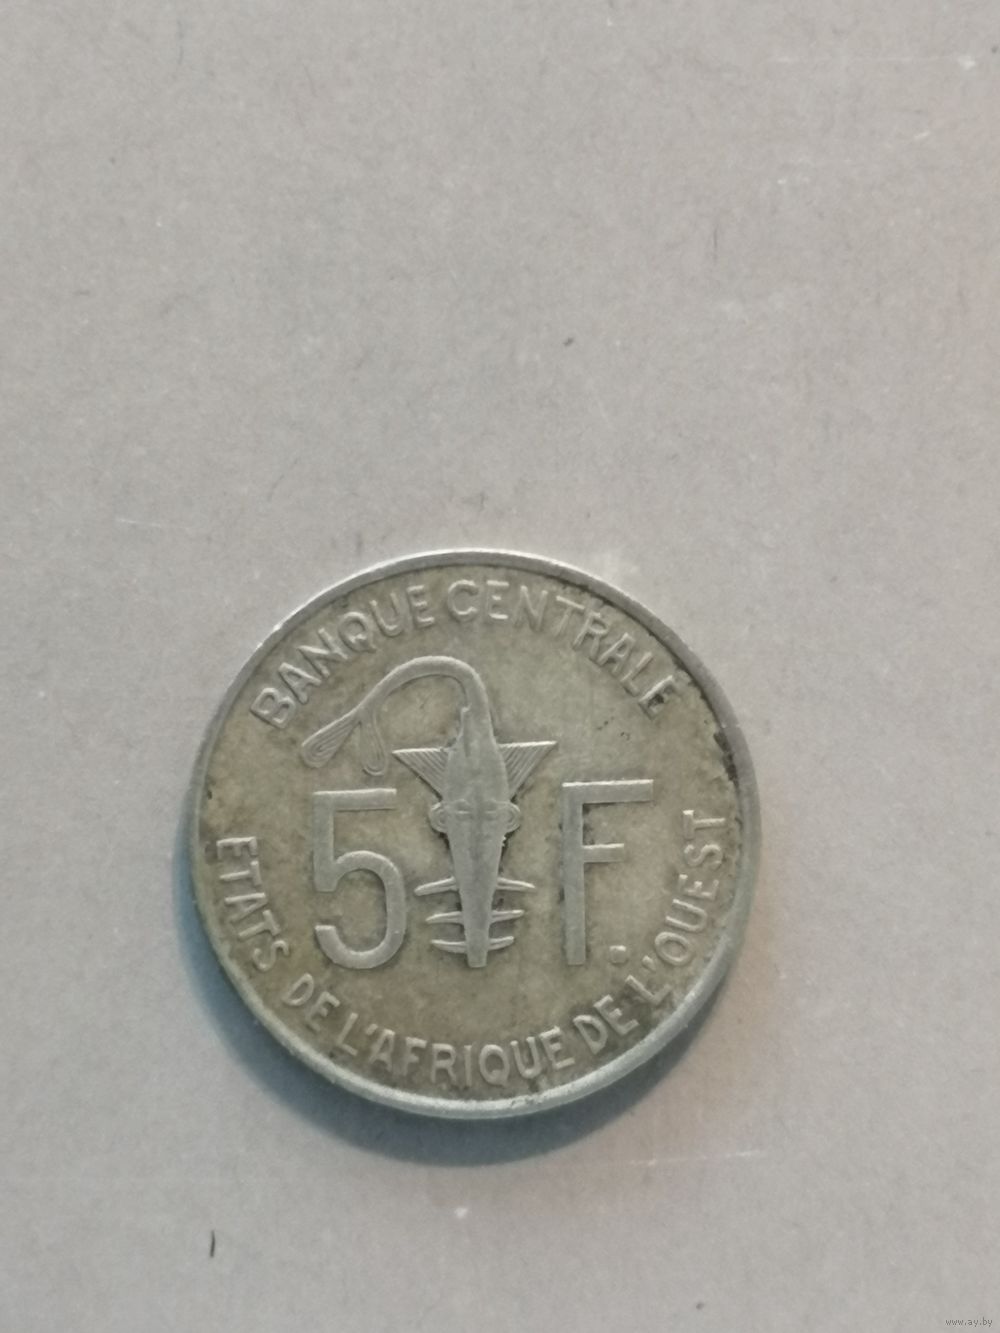 BANQUE CENTRALE
5 F.
ETATS DE L'AFRIQUE DE L'OUEST
www.ay.by